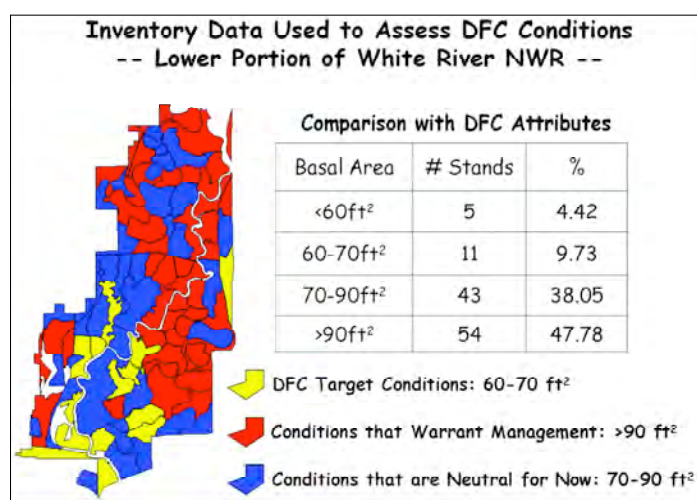 Inventory Data Used to Assess DFC Conditions
-- Lower Portion of White River NWR --
Comparison with DFC Attributes
Basal Area # Stands %
<60ft² 5 4.42
60-70ft² 11 9.73
70-90ft² 43 38.05
>90ft² 54 47.78
DFC Target Conditions: 60-70 ft²
Conditions that Warrant Management: >90 ft²
Conditions that are Neutral for Now: 70-90 ft²